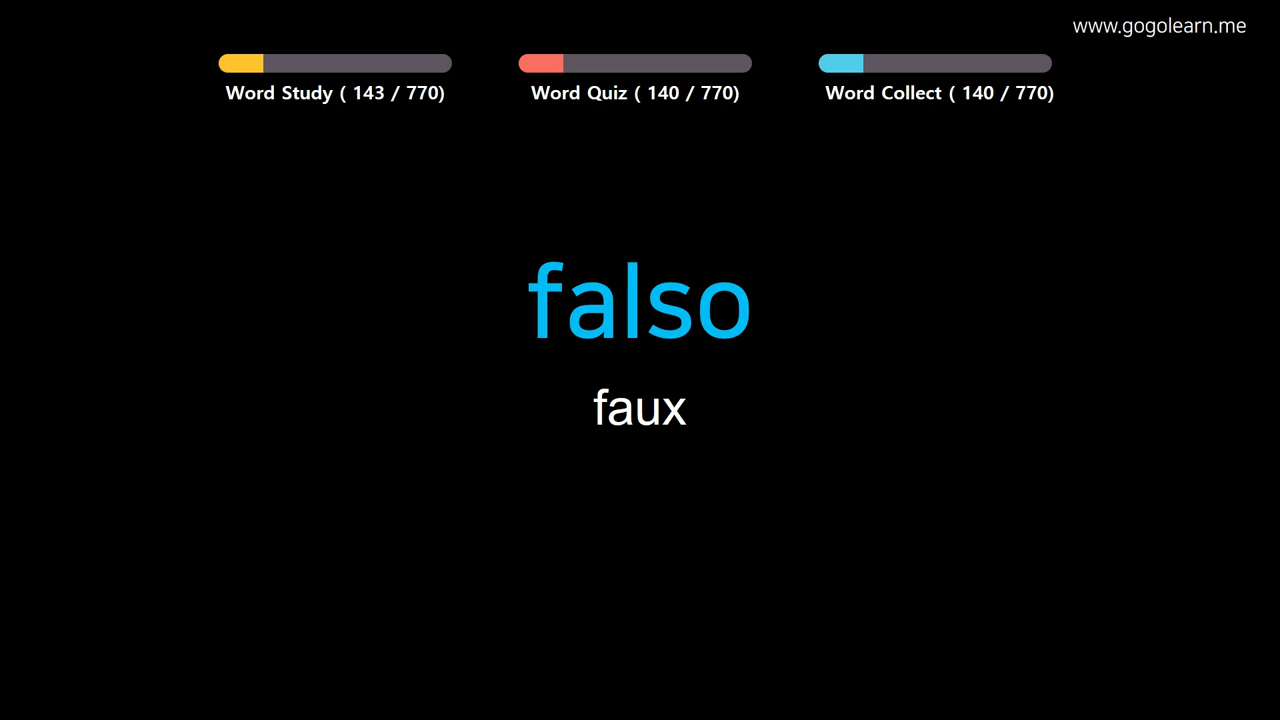 www.gogolearn.me
Word Study ( 143 / 770)
Word Quiz ( 140 / 770)
Word Collect ( 140 / 770)
falso
faux